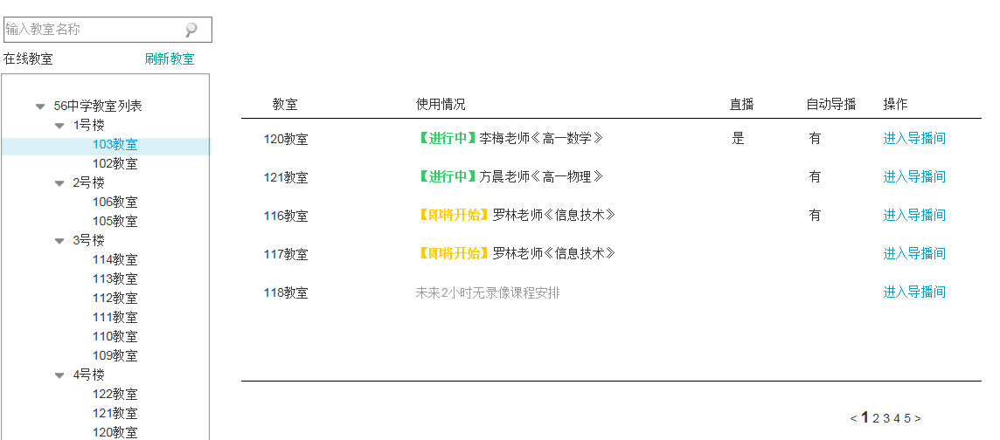 输入教室名称
在线教室 刷新教室
56中学教室列表
1号楼
103教室
102教室
2号楼
106教室
105教室
3号楼
114教室
113教室
112教室
111教室
110教室
109教室
4号楼
122教室
121教室
120教室
教室 使用情况 直播 自动导播 操作
120教室 【进行中】李梅老师《高一数学》 是 有 进入导播间
121教室 【进行中】方晨老师《高一物理》 有 进入导播间
116教室 【即将开始】罗林老师《信息技术》 有 进入导播间
117教室 【即将开始】罗林老师《信息技术》 进入导播间
118教室 未来2小时无录像课程安排 进入导播间
< 1 2 3 4 5 >